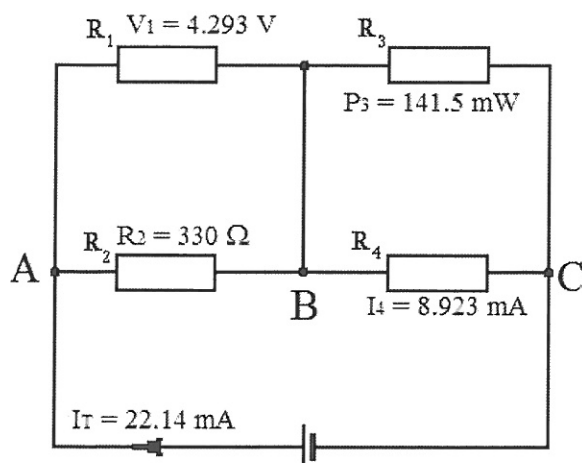 V₁ = 4.293 V
R₁
R₃
P₃ = 141.5 mW
R₂ = 330 Ω
R₂
R₄
A
B
C
I₄ = 8.923 mA
I_T = 22.14 mA